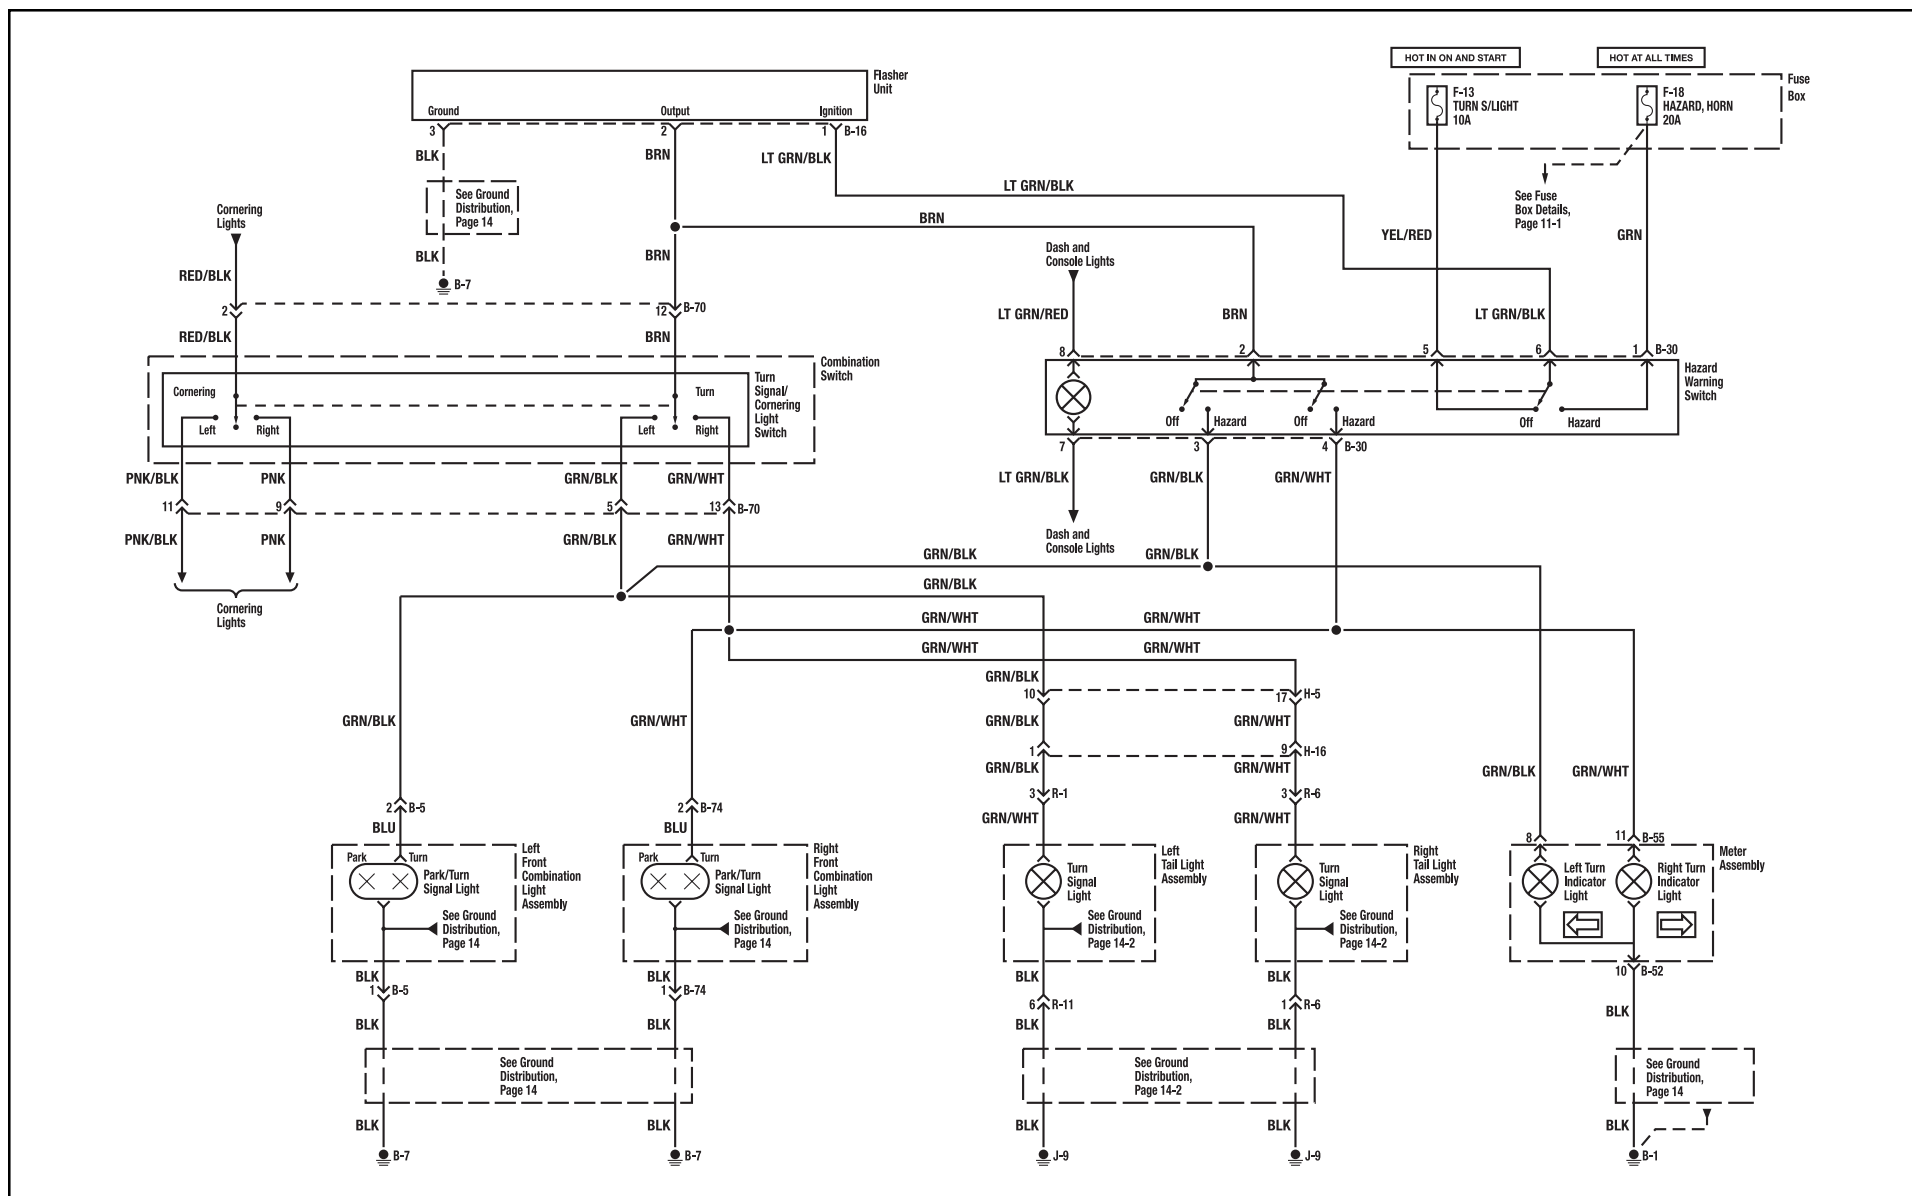 HOT IN ON AND START
HOT AT ALL TIMES
Flasher
Unit
Fuse
Box
F-13
TURN S/LIGHT
10A
F-18
HAZARD, HORN
20A
Ground
Output
Ignition
3
2
1
B-16
BLK
BRN
LT GRN/BLK
See Ground
Distribution,
Page 14
LT GRN/BLK
See Fuse
Box Details,
Page 11-1
Cornering
Lights
BRN
YEL/RED
GRN
BLK
BRN
Dash and
Console Lights
RED/BLK
B-7
2
12
B-70
LT GRN/RED
BRN
LT GRN/BLK
RED/BLK
BRN
8
2
5
6
1
B-30
Combination
Switch
Hazard
Warning
Switch
Turn
Signal/
Cornering
Light
Switch
Cornering
Turn
Left
Right
Left
Right
Off
Hazard
Off
Hazard
Off
Hazard
7
3
4
B-30
PNK/BLK
PNK
GRN/BLK
GRN/WHT
LT GRN/BLK
GRN/BLK
GRN/WHT
11
9
5
13
B-70
PNK/BLK
PNK
GRN/BLK
GRN/WHT
Dash and
Console Lights
GRN/BLK
GRN/BLK
GRN/BLK
Cornering
Lights
GRN/WHT
GRN/WHT
GRN/WHT
GRN/WHT
GRN/BLK
10
17
H-5
GRN/BLK
GRN/WHT
GRN/BLK
GRN/WHT
1
9
H-16
GRN/BLK
GRN/WHT
GRN/BLK
GRN/WHT
3
R-1
3
R-6
2
B-5
2
B-74
GRN/WHT
GRN/WHT
BLU
BLU
8
11
B-55
Left
Front
Combination
Light
Assembly
Park
Turn
Park/Turn
Signal Light
See Ground
Distribution,
Page 14
Right
Front
Combination
Light
Assembly
Park
Turn
Park/Turn
Signal Light
See Ground
Distribution,
Page 14
Left
Tail Light
Assembly
Turn
Signal
Light
See Ground
Distribution,
Page 14-2
Right
Tail Light
Assembly
Turn
Signal
Light
See Ground
Distribution,
Page 14-2
Meter
Assembly
Left Turn
Indicator
Light
Right Turn
Indicator
Light
BLK
BLK
BLK
BLK
10
B-52
1
B-5
1
B-74
6
R-11
1
R-6
BLK
BLK
BLK
BLK
BLK
See Ground
Distribution,
Page 14
See Ground
Distribution,
Page 14-2
See Ground
Distribution,
Page 14
BLK
BLK
BLK
BLK
BLK
B-7
B-7
J-9
J-9
B-1